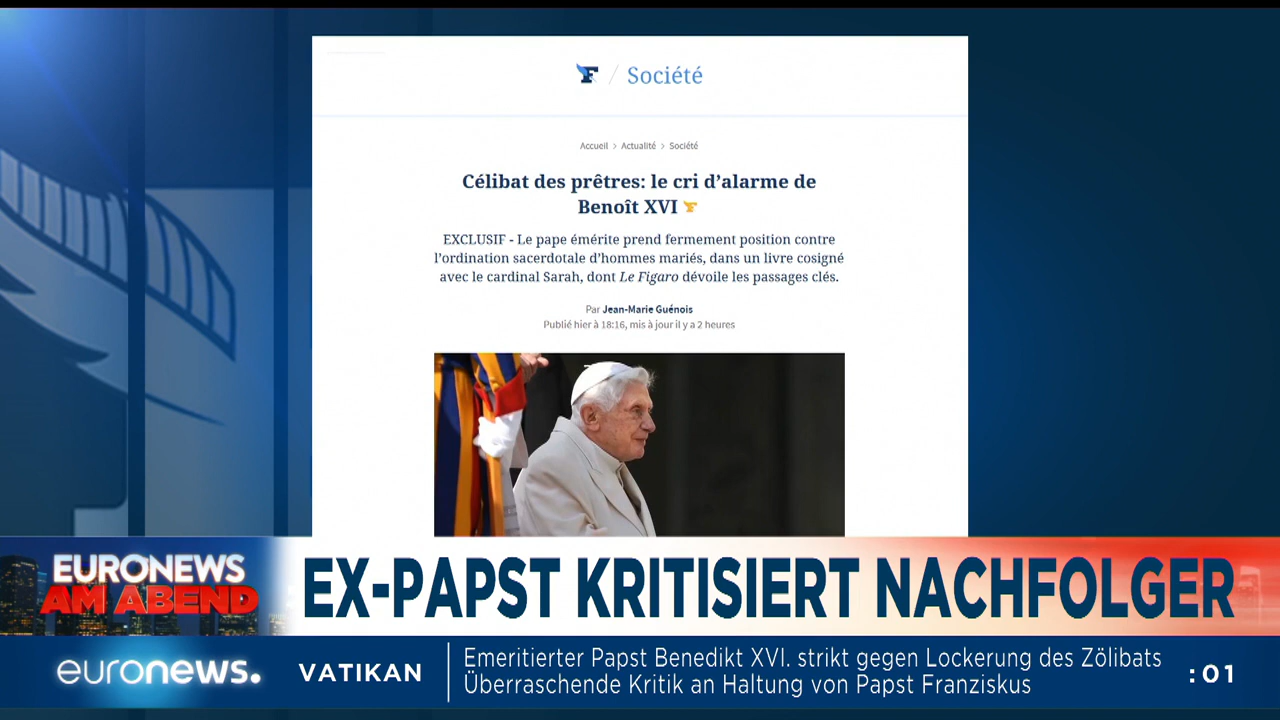 F / Société
Accueil > Actualité > Société
Célibat des prêtres: le cri d’alarme de
Benoît XVI
EXCLUSIF - Le pape émérite prend fermement position contre
l’ordination sacerdotale d’hommes mariés, dans un livre cosigné
avec le cardinal Sarah, dont Le Figaro dévoile les passages clés.
Par Jean-Marie Guénois
Publié hier à 18:16, mis à jour il y a 2 heures
EURONEWS
AM ABEND
EX-PAPST KRITISIERT NACHFOLGER
euronews.
VATIKAN
Emeritierter Papst Benedikt XVI. strikt gegen Lockerung des Zölibats
Überraschende Kritik an Haltung von Papst Franziskus
:01